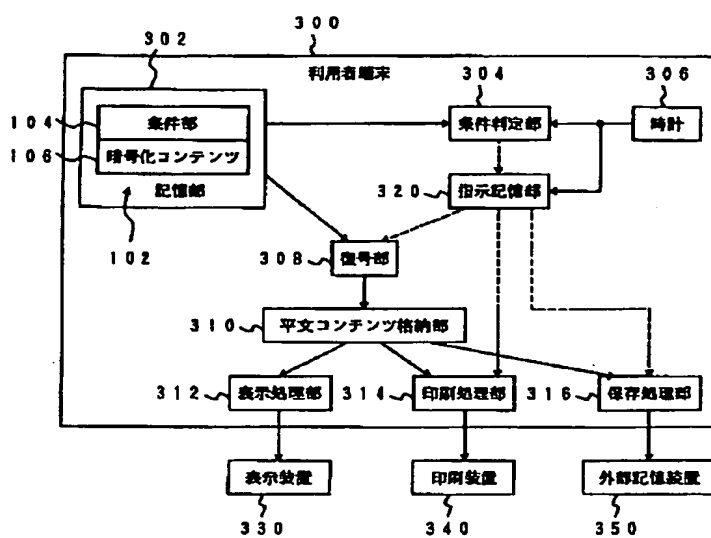 300
302
利用者端末
304
306
104
条件部
条件判定部
時計
106
暗号化コンテンツ
記憶部
320
指示記憶部
102
308
復号部
310
平文コンテンツ格納部
312
表示処理部
314
印刷処理部
316
保存処理部
表示装置
印刷装置
外部記憶装置
330
340
350